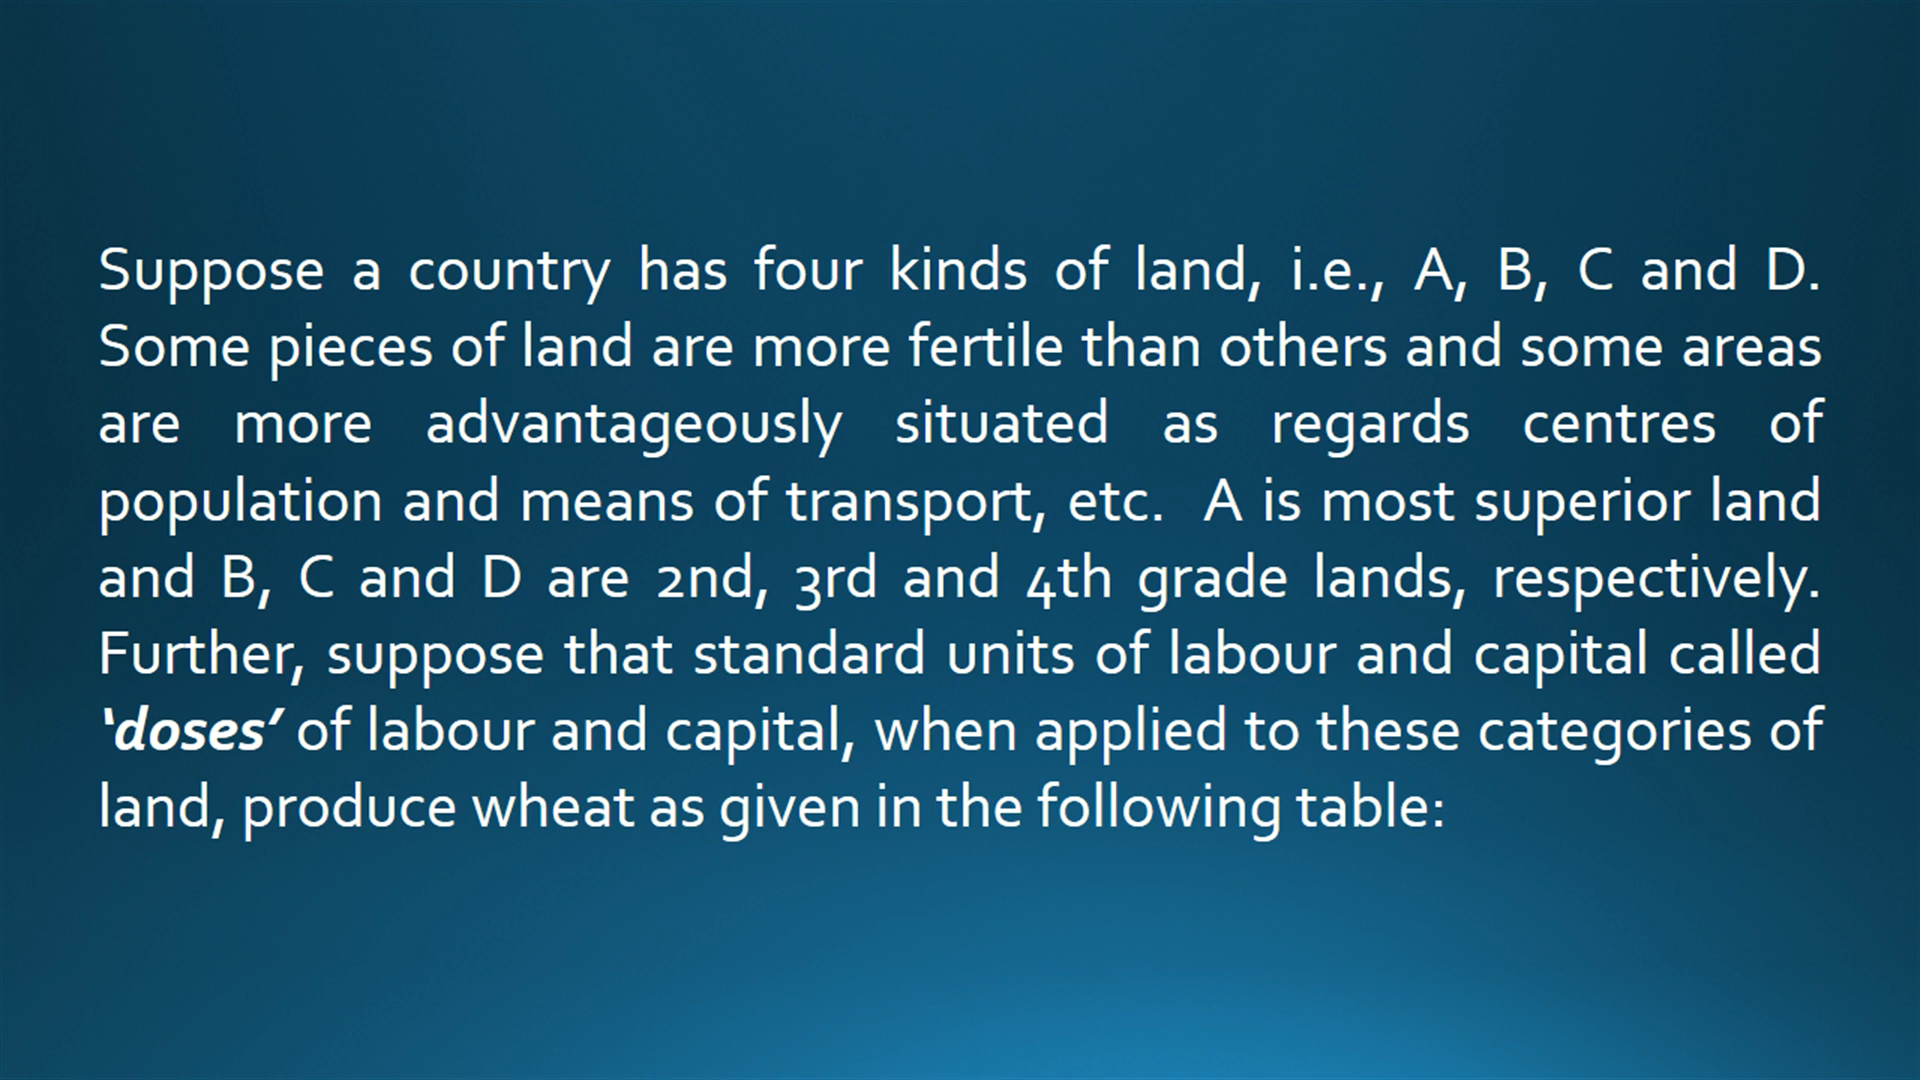 Suppose a country has four kinds of land, i.e., A, B, C and D.
Some pieces of land are more fertile than others and some areas
are more advantageously situated as regards centres of
population and means of transport, etc. A is most superior land
and B, C and D are 2nd, 3rd and 4th grade lands, respectively.
Further, suppose that standard units of labour and capital called
‘doses’ of labour and capital, when applied to these categories of
land, produce wheat as given in the following table: